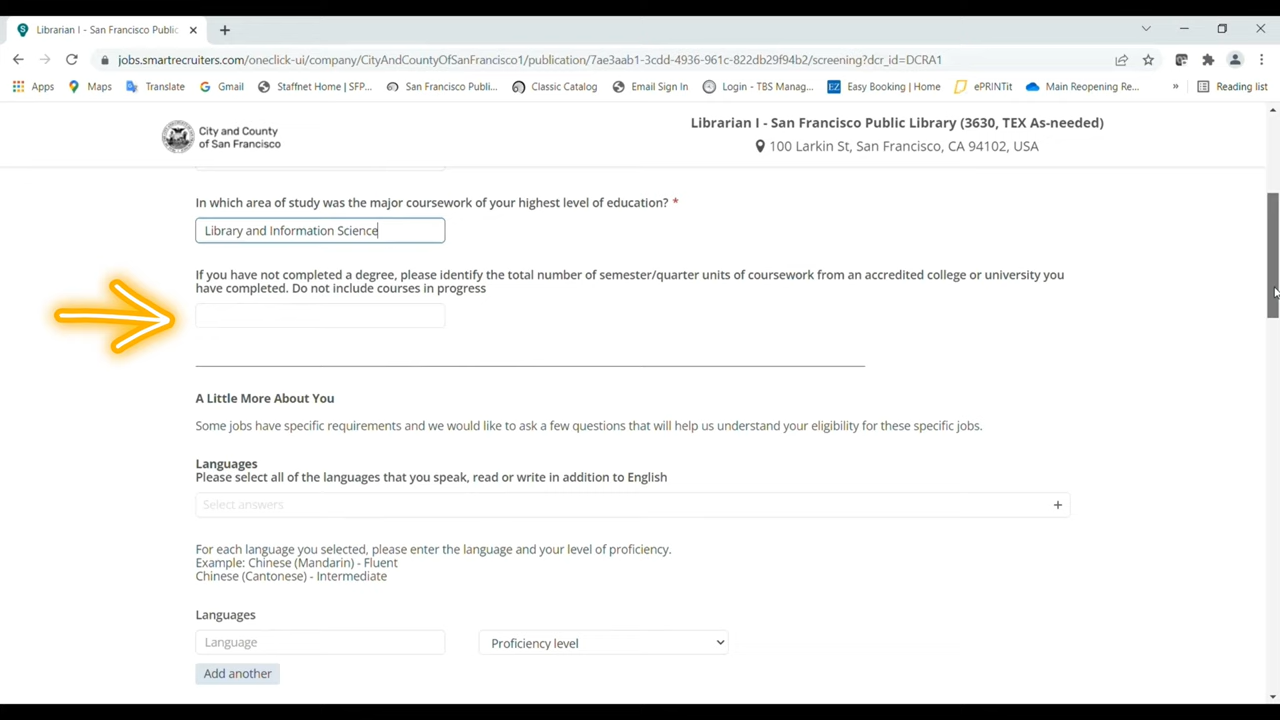 Librarian I - San Francisco Public
jobs.smartrecruiters.com/oneclick-ui/company/CityAndCountyOfSanFrancisco1/publication/7ae3aab1-3cdd-4936-961c-822db29f94b2/screening?dcr_id=DCRA1
Apps Maps Translate Gmail Staffnet Home | SFP... San Francisco Publi... Classic Catalog Email Sign In Login - TBS Manag... Easy Booking | Home ePRINTit Main Reopening Re... » Reading list
City and County
of San Francisco
Librarian I - San Francisco Public Library (3630, TEX As-needed)
100 Larkin St, San Francisco, CA 94102, USA
In which area of study was the major coursework of your highest level of education? *
Library and Information Science
If you have not completed a degree, please identify the total number of semester/quarter units of coursework from an accredited college or university you
have completed. Do not include courses in progress
A Little More About You
Some jobs have specific requirements and we would like to ask a few questions that will help us understand your eligibility for these specific jobs.
Languages
Please select all of the languages that you speak, read or write in addition to English
Select answers
For each language you selected, please enter the language and your level of proficiency.
Example: Chinese (Mandarin) - Fluent
Chinese (Cantonese) - Intermediate
Languages
Language Proficiency level
Add another